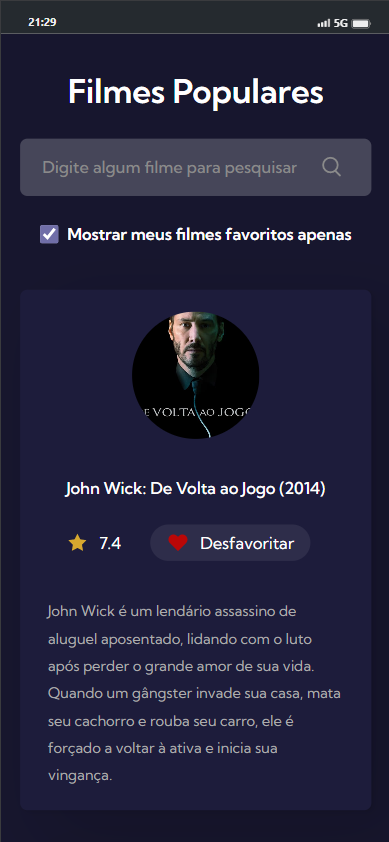 21:29 5G
Filmes Populares
Digite algum filme para pesquisar
Mostrar meus filmes favoritos apenas
DE VOLTA AO JOGO
John Wick: De Volta ao Jogo (2014)
7.4 Desfavoritar
John Wick é um lendário assassino de
aluguel aposentado, lidando com o luto
após perder o grande amor de sua vida.
Quando um gângster invade sua casa, mata
seu cachorro e rouba seu carro, ele é
forçado a voltar à ativa e inicia sua
vingança.